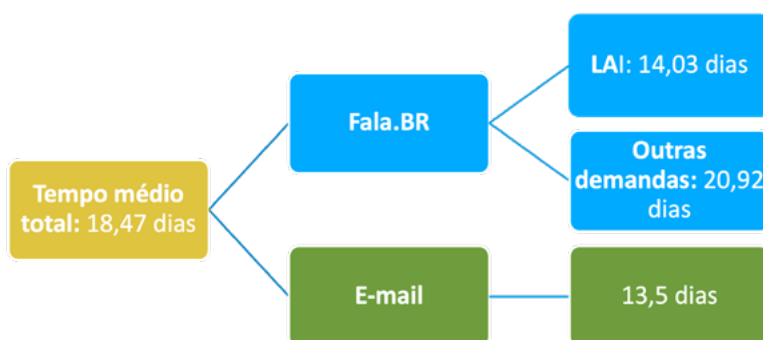 LAI: 14,03 dias
Fala.BR
Outras
demandas: 20,92
dias
Tempo médio
total: 18,47 dias
E-mail
13,5 dias